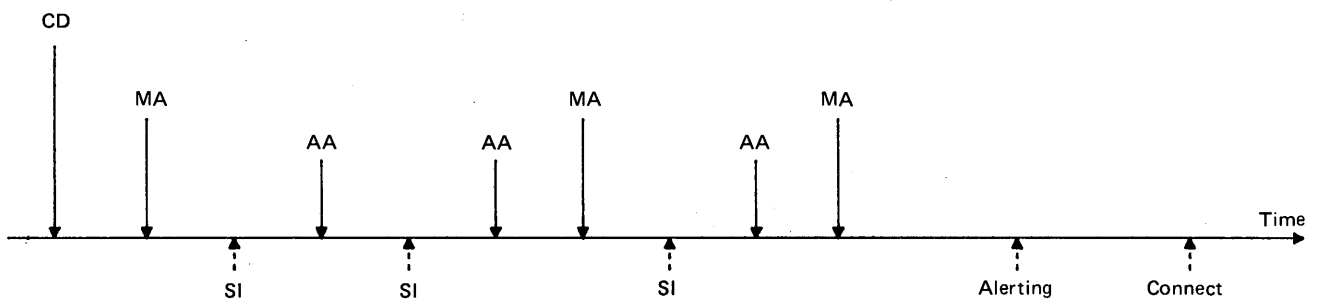 CD
MA MA MA
AA AA AA
Time
SI SI SI Alerting Connect